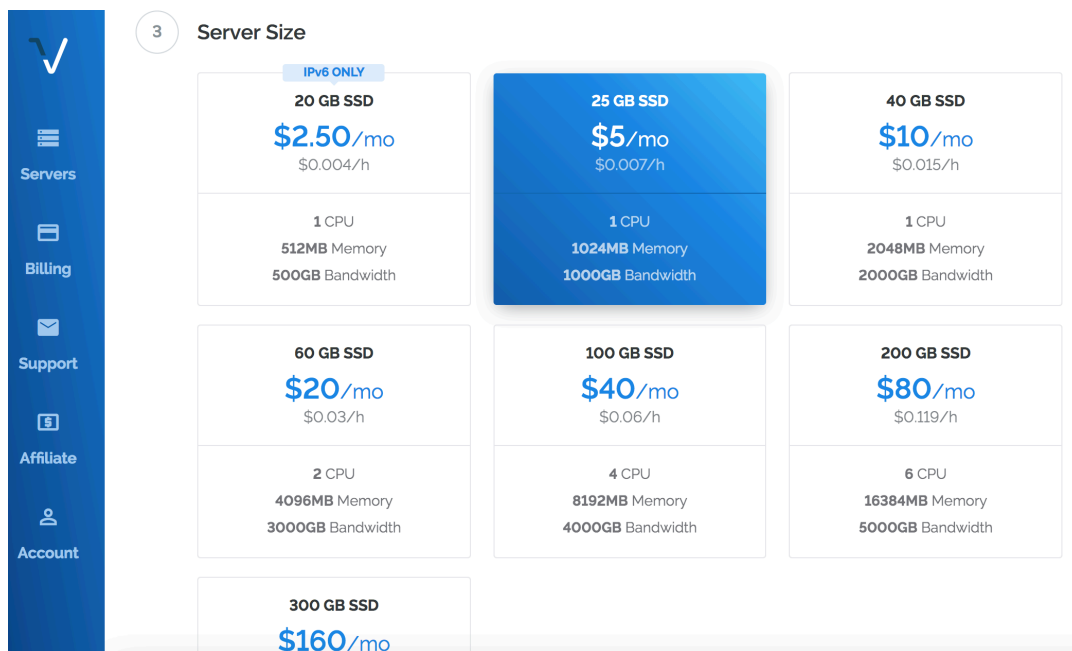 3 Server Size
Servers
Billing
Support
Affiliate
Account
IPv6 ONLY
20 GB SSD
$2.50/mo
$0.004/h
1 CPU
512MB Memory
500GB Bandwidth
25 GB SSD
$5/mo
$0.007/h
1 CPU
1024MB Memory
1000GB Bandwidth
40 GB SSD
$10/mo
$0.015/h
1 CPU
2048MB Memory
2000GB Bandwidth
60 GB SSD
$20/mo
$0.03/h
2 CPU
4096MB Memory
3000GB Bandwidth
100 GB SSD
$40/mo
$0.06/h
4 CPU
8192MB Memory
4000GB Bandwidth
200 GB SSD
$80/mo
$0.119/h
6 CPU
16384MB Memory
5000GB Bandwidth
300 GB SSD
$160/mo